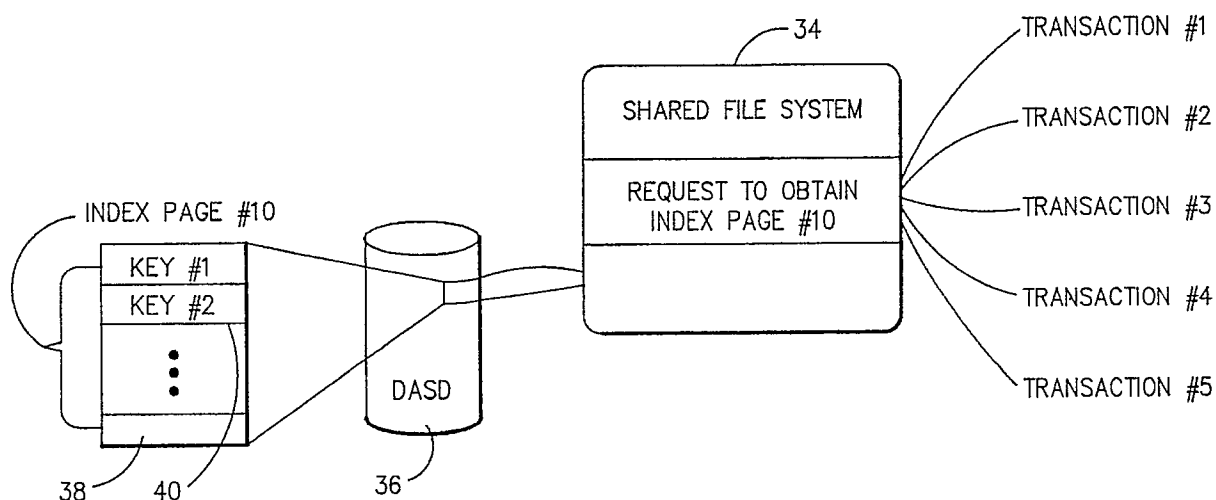 34
SHARED FILE SYSTEM
REQUEST TO OBTAIN
INDEX PAGE #10
TRANSACTION #1
TRANSACTION #2
TRANSACTION #3
TRANSACTION #4
TRANSACTION #5
INDEX PAGE #10
KEY #1
KEY #2
DASD
38
40
36